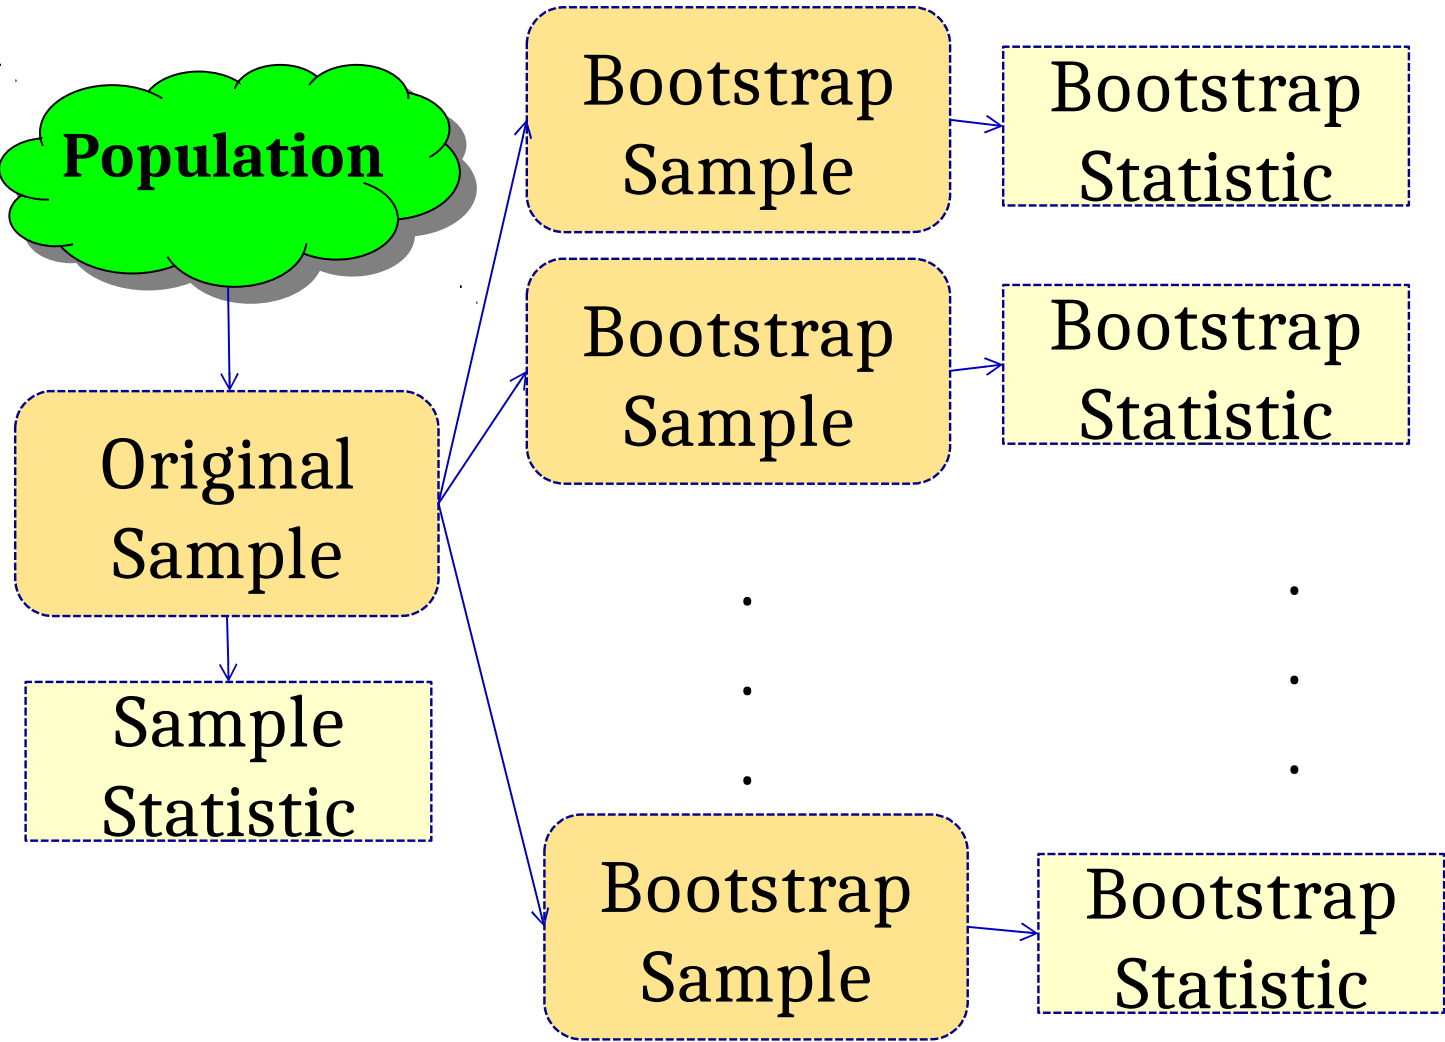 Population
Original
Sample
Sample
Statistic
Bootstrap
Sample
Bootstrap
Statistic
Bootstrap
Sample
Bootstrap
Statistic
.
.
.
.
.
.
Bootstrap
Sample
Bootstrap
Statistic